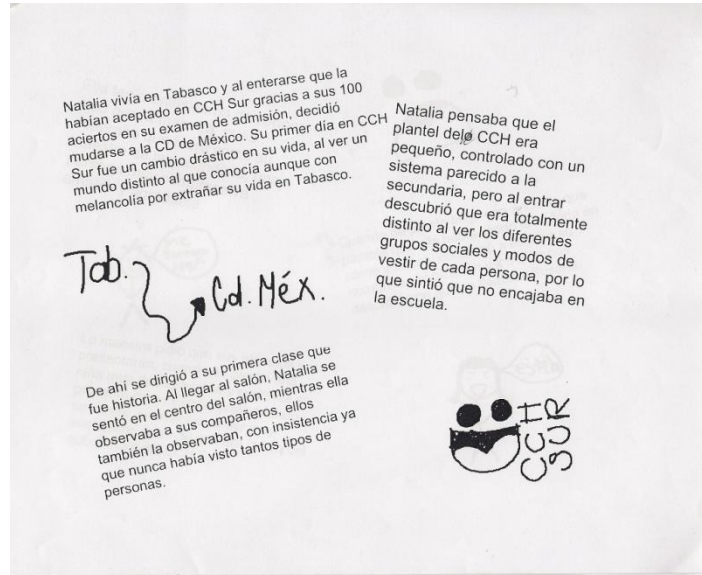 Natalia vivía en Tabasco y al enterarse que la
habían aceptado en CCH Sur gracias a sus 100
aciertos en su examen de admisión, decidió
mudarse a la CD de México. Su primer día en CCH
Sur fue un cambio drástico en su vida, al ver un
mundo distinto al que conocía aunque con
melancolía por extrañar su vida en Tabasco.
Natalia pensaba que el
plantel del CCH era
pequeño, controlado con un
sistema parecido a la
secundaria, pero al entrar
descubrió que era totalmente
distinto al ver los diferentes
grupos sociales y modos de
vestir de cada persona, por lo
que sintió que no encajaba en
la escuela.
Tab.
Cd. Méx.
De ahí se dirigió a su primera clase que
fue historia. Al llegar al salón, Natalia se
sentó en el centro del salón, mientras ella
observaba a sus compañeros, ellos
también la observaban, con insistencia ya
que nunca había visto tantos tipos de
personas.
CCH
SUR